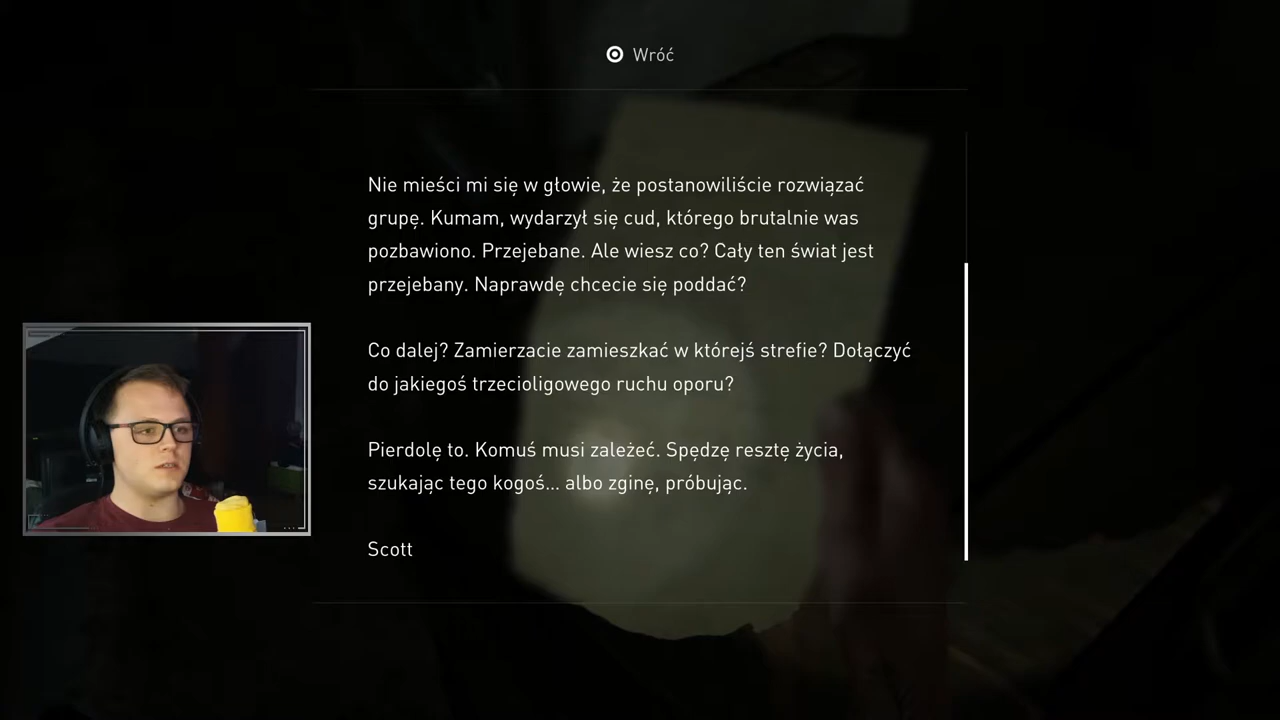 Wróć
Nie mieści mi się w głowie, że postanowiliście rozwiązać
grupę. Kumam, wydarzył się cud, którego brutalnie was
pozbawiono. Przejebane. Ale wiesz co? Cały ten świat jest
przejebany. Naprawdę chcecie się poddać?
Co dalej? Zamierzacie zamieszkać w którejś strefie? Dołączyć
do jakiegoś trzecioligowego ruchu oporu?
Pierdolę to. Komuś musi zależeć. Spędzę resztę życia,
szukając tego kogoś... albo zginę, próbując.
Scott